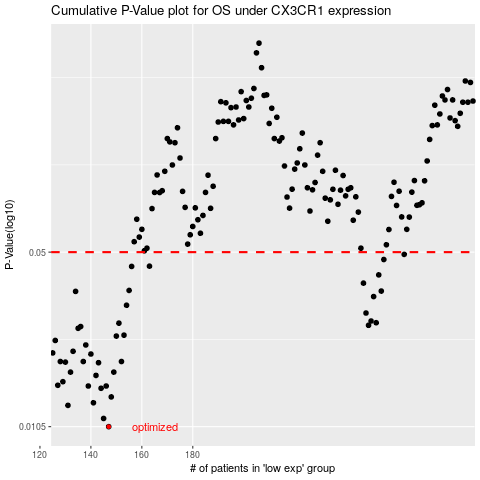 Cumulative P-Value plot for OS under CX3CR1 expression
P-Value(log10)
0.05
0.0105
optimized
120 140 160 180
# of patients in 'low exp' group